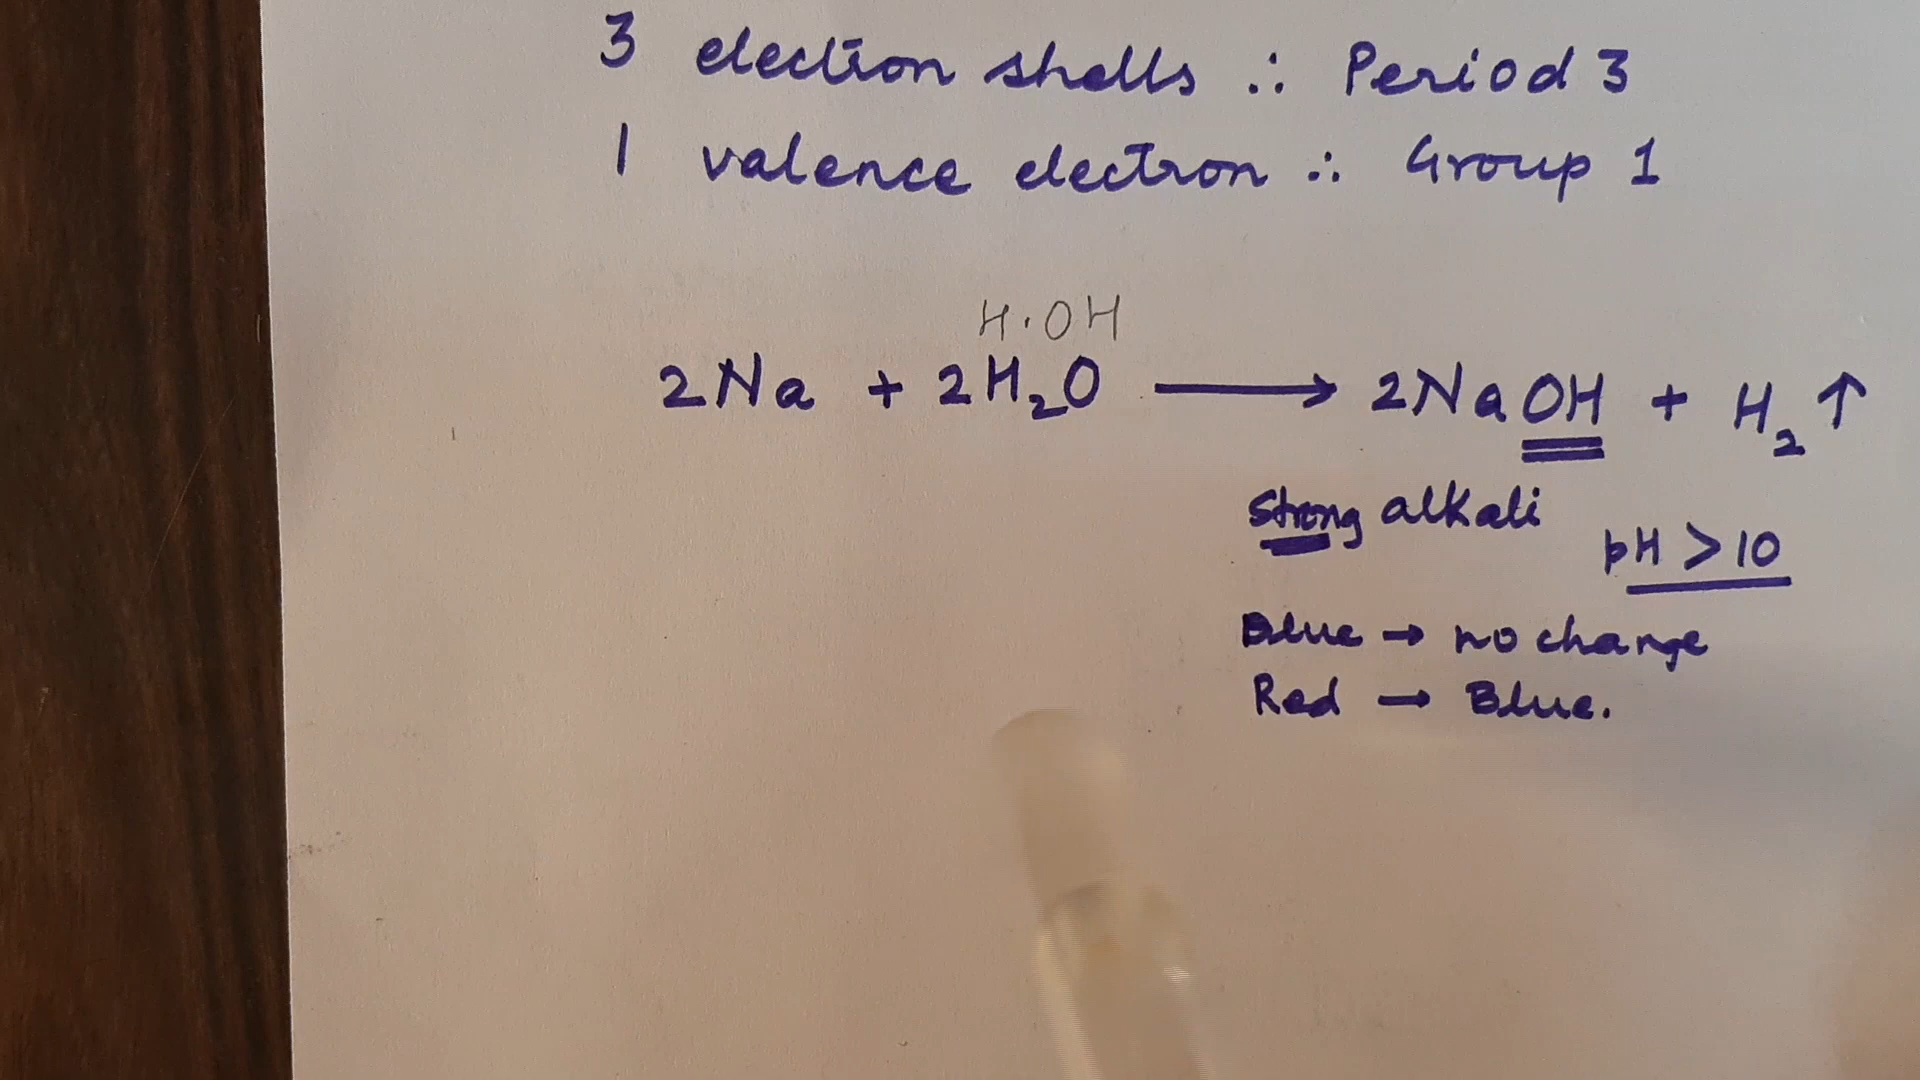 3 electron shells ∴ Period 3
1 valence electron ∴ Group 1
H·OH
2Na + 2H₂O ⟶ 2NaOH + H₂↑
Strong alkali
pH > 10
Blue → no change
Red → Blue.